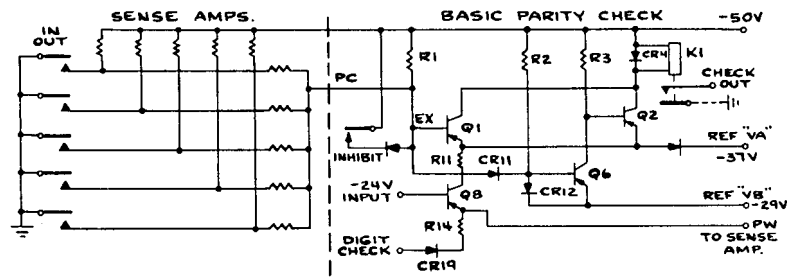 SENSE AMPS.
BASIC PARITY CHECK
-50V
IN
OUT
R1
R2
R3
CR4
K1
CHECK
OUT
PC
EX
Q1
Q2
INHIBIT
R11
CR11
REF "VA"
-37V
-24V
INPUT
Q8
CR12
Q6
REF "VB"
-29V
R14
PW
TO SENSE
AMP.
DIGIT
CHECK
CR19